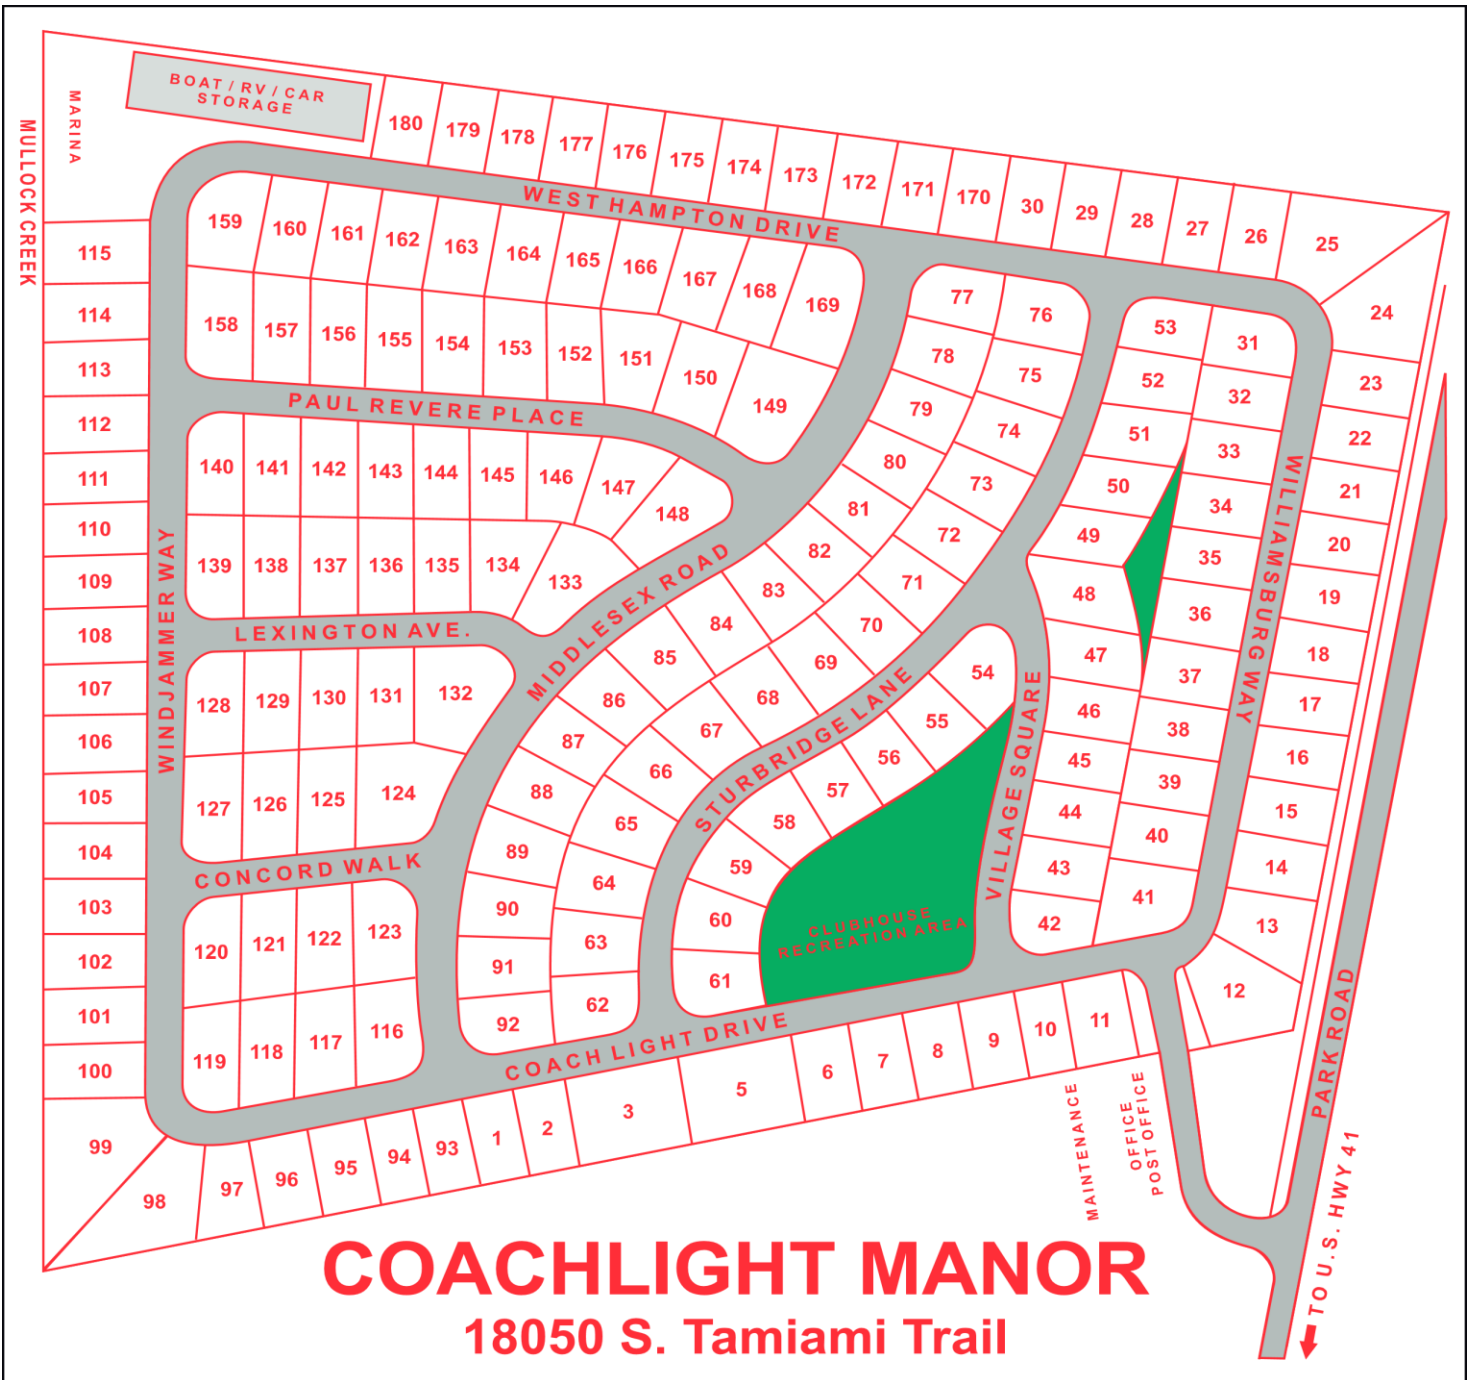 BOAT / RV / CAR
STORAGE
MARINA
MULLOCK CREEK
180 179 178 177 176 175 174 173 172 171 170 30 29 28 27 26 25
24
WEST HAMPTON DRIVE
159 160 161 162 163 164 165 166 167 168 169
158 157 156 155 154 153 152 151 150 149
PAUL REVERE PLACE
140 141 142 143 144 145 146 147 148
139 138 137 136 135 134 133
LEXINGTON AVE.
128 129 130 131 132
127 126 125 124
CONCORD WALK
120 121 122 123
119 118 117 116
WINDJAMMER WAY
115
114
113
112
111
110
109
108
107
106
105
104
103
102
101
100
99
98 97 96 95 94 93 1 2 3 5 6 7 8 9 10 11
MIDDLESEX ROAD
77 76
78 75
79 74
80 73
81 72
82 71
83 70
84 69
85 68
86 67
87 66
88 65
89 64
90 63
91 62
92
STURBRIDGE LANE
54
55
56
57
58
59
60
61
CLUBHOUSE
RECREATION AREA
VILLAGE SQUARE
53 31
52 32
51 33
50 34
49 35
48 36
47 37
46 38
45 39
44 40
43 41
42
WILLIAMSBURG WAY
23
22
21
20
19
18
17
16
15
14
13
12
COACH LIGHT DRIVE
MAINTENANCE
OFFICE
POST OFFICE
PARK ROAD
TO U.S. HWY 41
COACHLIGHT MANOR
18050 S. Tamiami Trail